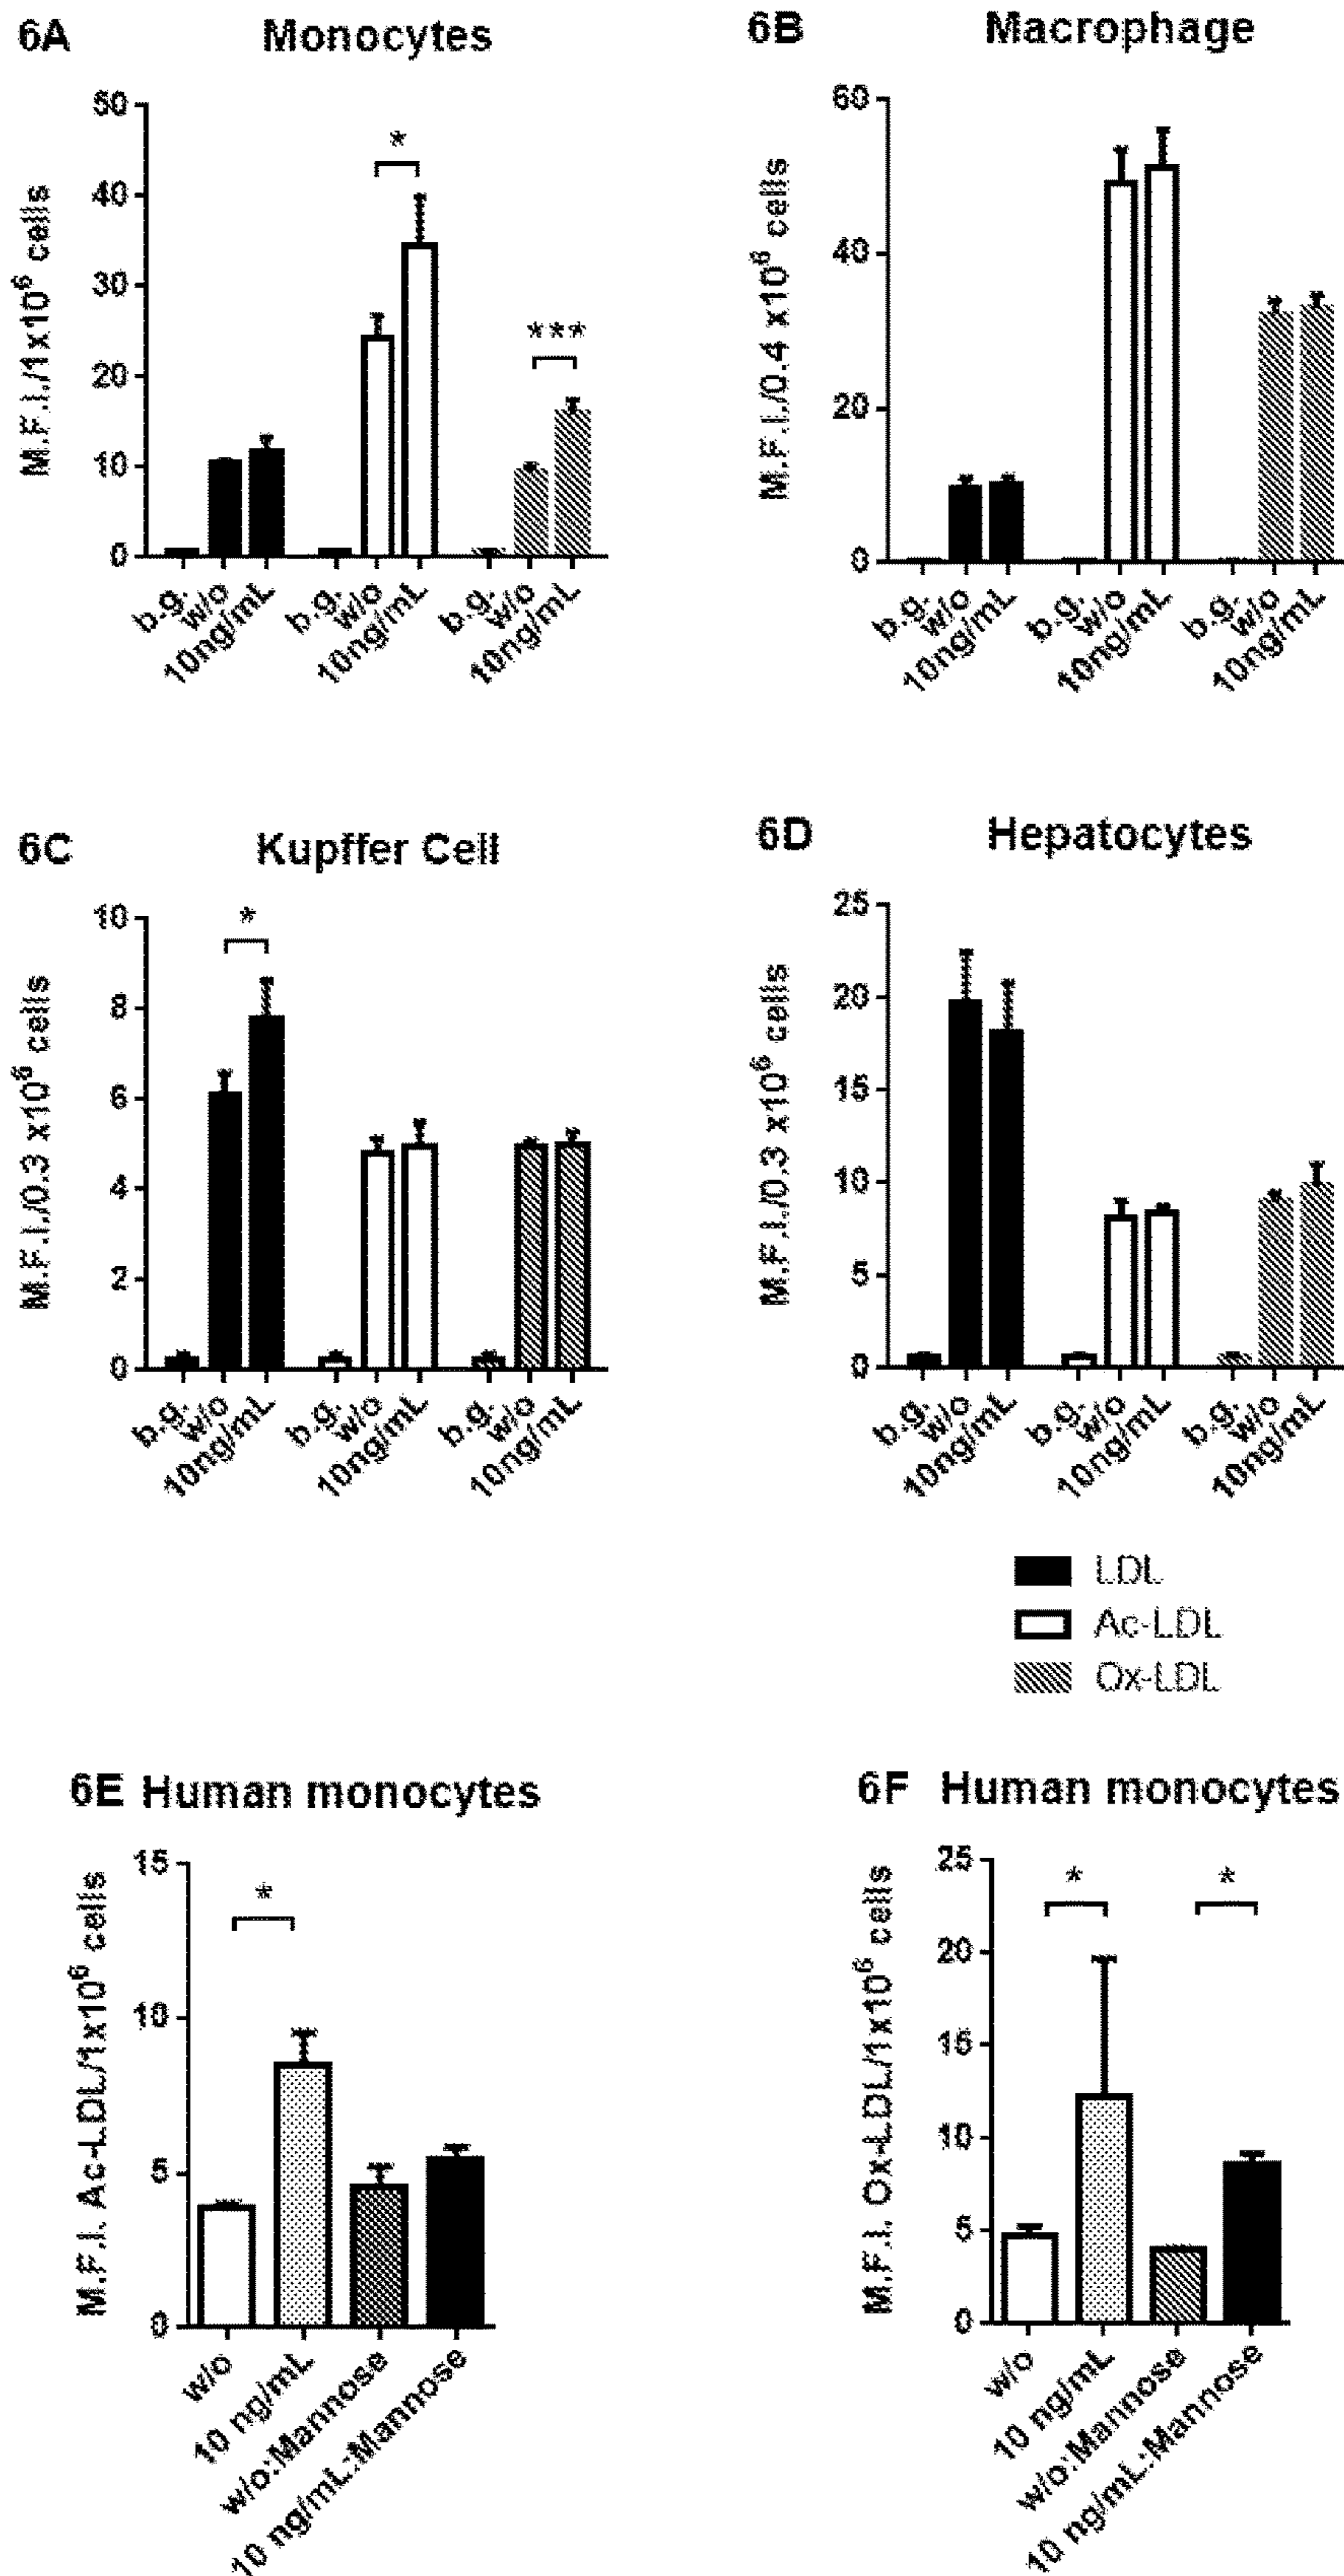 6A Monocytes
M.F.I./1x10⁶ cells
50
40
30
20
10
0
*
***
b.g.
w/o
10ng/mL
b.g.
w/o
10ng/mL
b.g.
w/o
10ng/mL
6B Macrophage
M.F.I./0.4 x10⁶ cells
60
40
20
0
b.g.
w/o
10ng/mL
b.g.
w/o
10ng/mL
b.g.
w/o
10ng/mL
6C Kupffer Cell
M.F.I./0.3 x10⁶ cells
10
8
6
4
2
0
*
b.g.
w/o
10ng/mL
b.g.
w/o
10ng/mL
b.g.
w/o
10ng/mL
6D Hepatocytes
M.F.I./0.3 x10⁶ cells
25
20
15
10
5
0
b.g.
w/o
10ng/mL
b.g.
w/o
10ng/mL
b.g.
w/o
10ng/mL
LDL
Ac-LDL
Ox-LDL
6E Human monocytes
M.F.I. Ac-LDL/1x10⁶ cells
15
10
5
0
*
w/o
10 ng/mL
w/o:Mannose
10 ng/mL:Mannose
6F Human monocytes
M.F.I. Ox-LDL/1x10⁶ cells
25
20
15
10
5
0
*
*
w/o
10 ng/mL
w/o:Mannose
10 ng/mL:Mannose